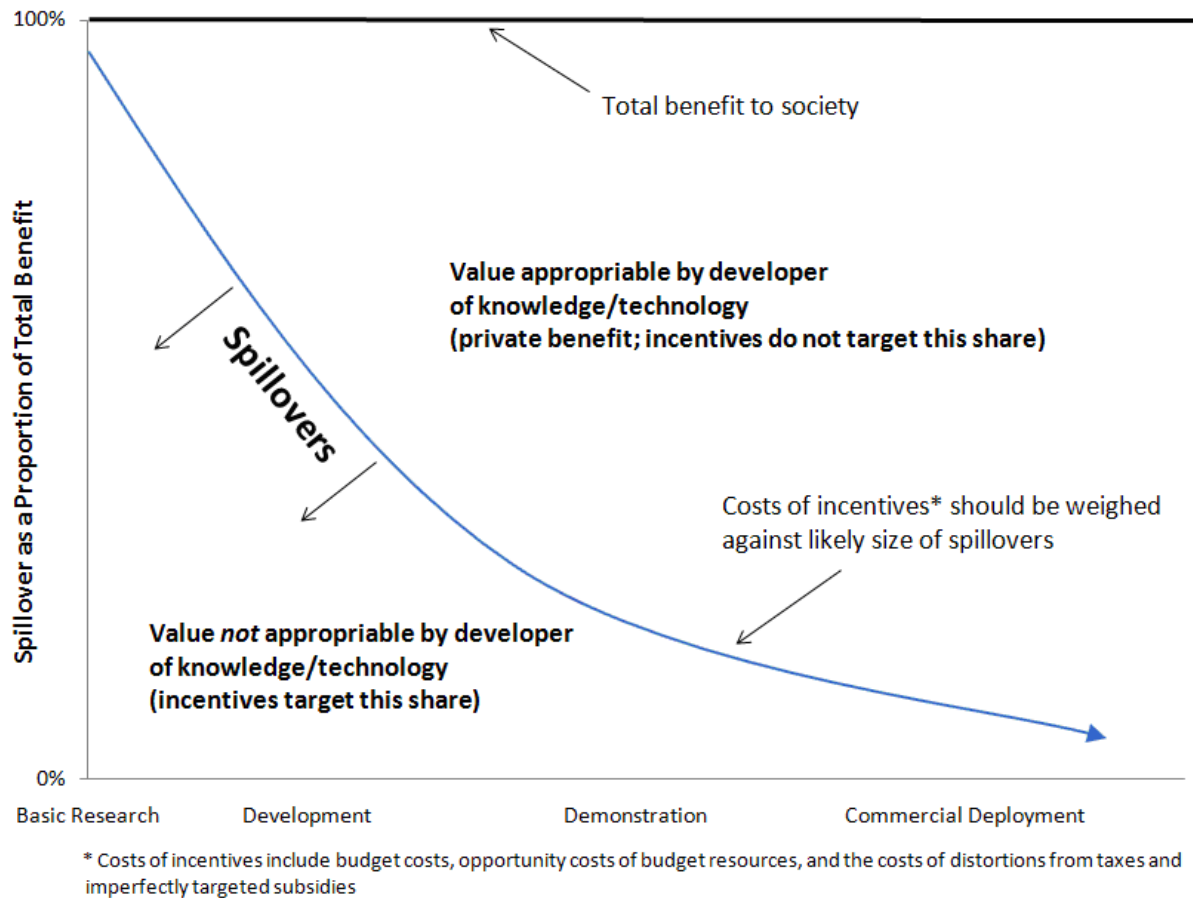 100%
Total benefit to society
Spillover as a Proportion of Total Benefit
Value appropriable by developer
of knowledge/technology
(private benefit; incentives do not target this share)
Spillovers
Costs of incentives* should be weighed
against likely size of spillovers
Value not appropriable by developer
of knowledge/technology
(incentives target this share)
0%
Basic Research Development Demonstration Commercial Deployment
* Costs of incentives include budget costs, opportunity costs of budget resources, and the costs of distortions from taxes and
imperfectly targeted subsidies